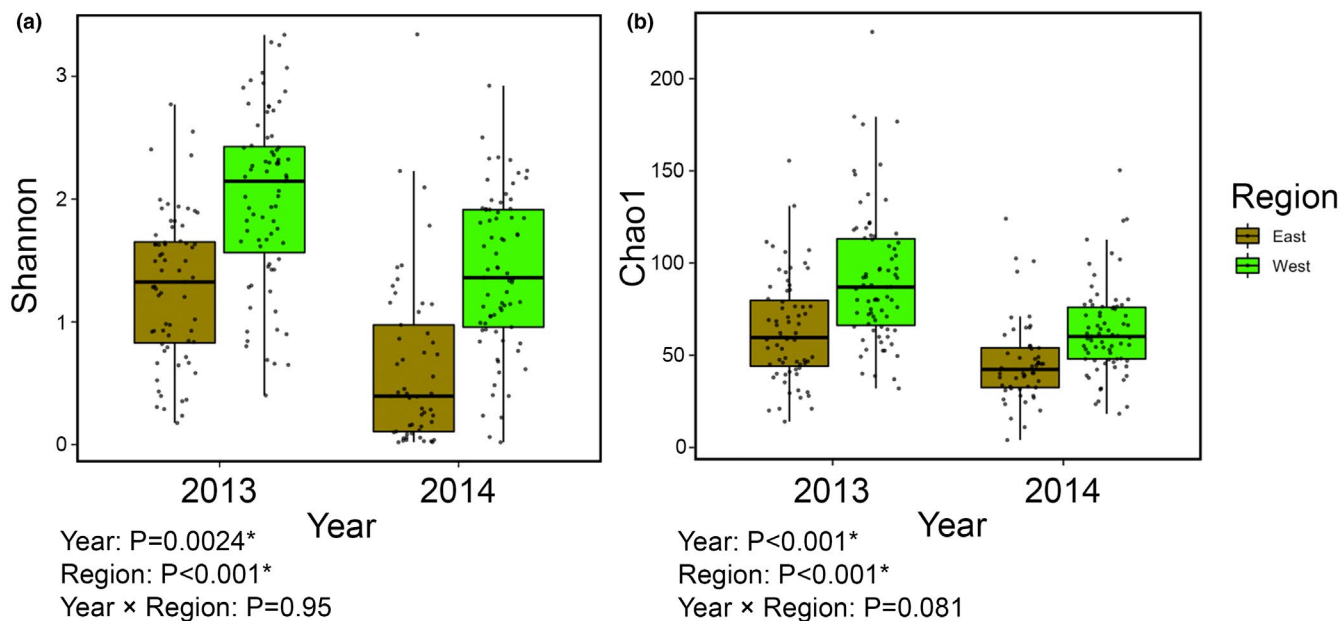 (a)
3
2
1
0
Shannon
2013 2014
Year
Year: P=0.0024*
Region: P<0.001*
Year × Region: P=0.95
(b)
200
150
100
50
0
Chao1
2013 2014
Year
Year: P<0.001*
Region: P<0.001*
Year × Region: P=0.081
Region
East
West